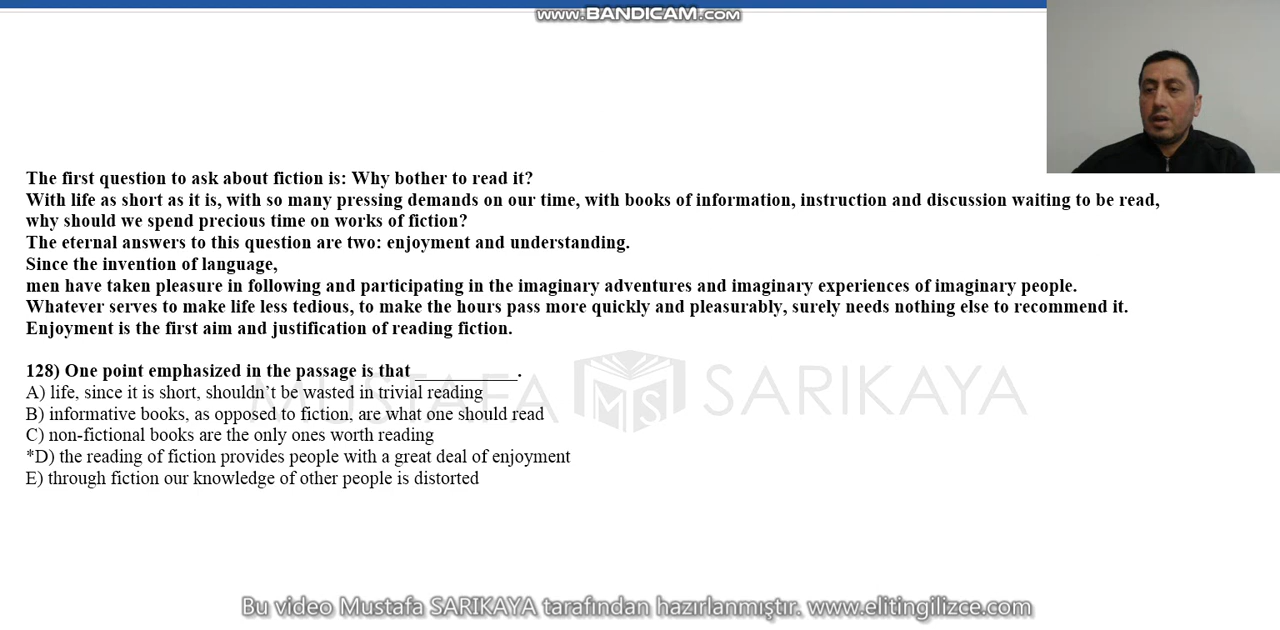 www.BANDICAM.com
The first question to ask about fiction is: Why bother to read it?
With life as short as it is, with so many pressing demands on our time, with books of information, instruction and discussion waiting to be read,
why should we spend precious time on works of fiction?
The eternal answers to this question are two: enjoyment and understanding.
Since the invention of language,
men have taken pleasure in following and participating in the imaginary adventures and imaginary experiences of imaginary people.
Whatever serves to make life less tedious, to make the hours pass more quickly and pleasurably, surely needs nothing else to recommend it.
Enjoyment is the first aim and justification of reading fiction.
128) One point emphasized in the passage is that ___________.
A) life, since it is short, shouldn't be wasted in trivial reading
B) informative books, as opposed to fiction, are what one should read
C) non-fictional books are the only ones worth reading
*D) the reading of fiction provides people with a great deal of enjoyment
E) through fiction our knowledge of other people is distorted
MUSTAFA MS SARIKAYA
Bu video Mustafa SARIKAYA tarafından hazırlanmıştır. www.elitingilizce.com